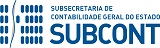 SUBSECRETARIA DE
CONTABILIDADE GERAL DO ESTADO
SUBCONT